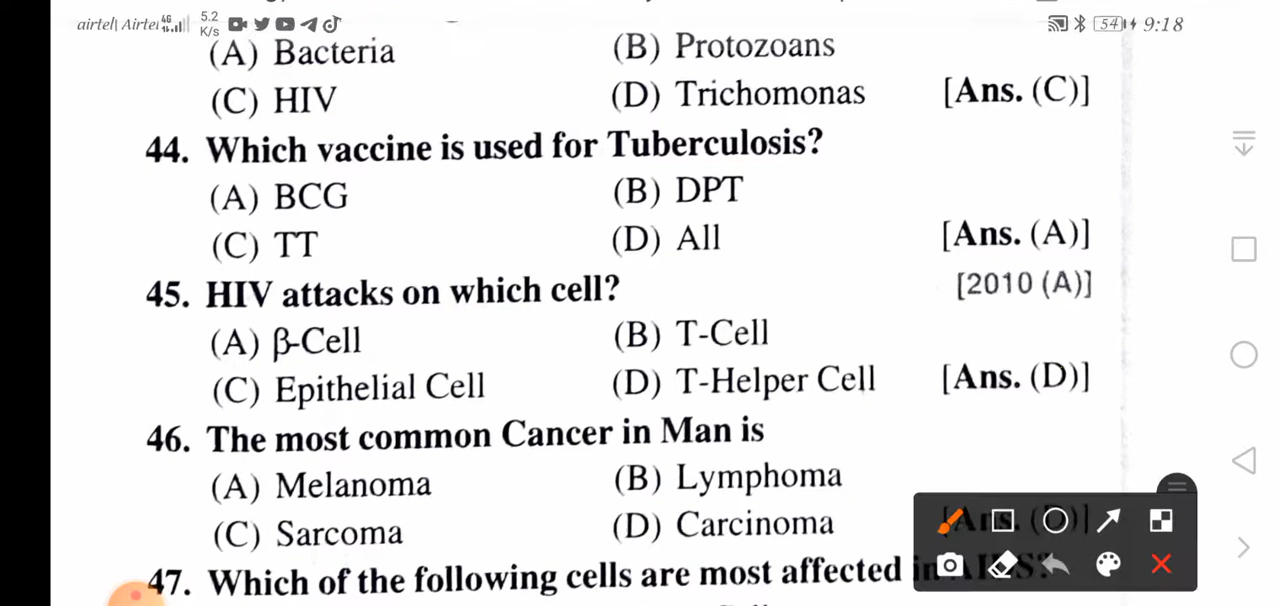 airtel| Airtel 4G 5.2 K/s 54 9:18
(A) Bacteria (B) Protozoans
(C) HIV (D) Trichomonas [Ans. (C)]
44. Which vaccine is used for Tuberculosis?
(A) BCG (B) DPT
(C) TT (D) All [Ans. (A)]
45. HIV attacks on which cell? [2010 (A)]
(A) β-Cell (B) T-Cell
(C) Epithelial Cell (D) T-Helper Cell [Ans. (D)]
46. The most common Cancer in Man is
(A) Melanoma (B) Lymphoma
(C) Sarcoma (D) Carcinoma [Ans. (D)]
47. Which of the following cells are most affected in AIDS?